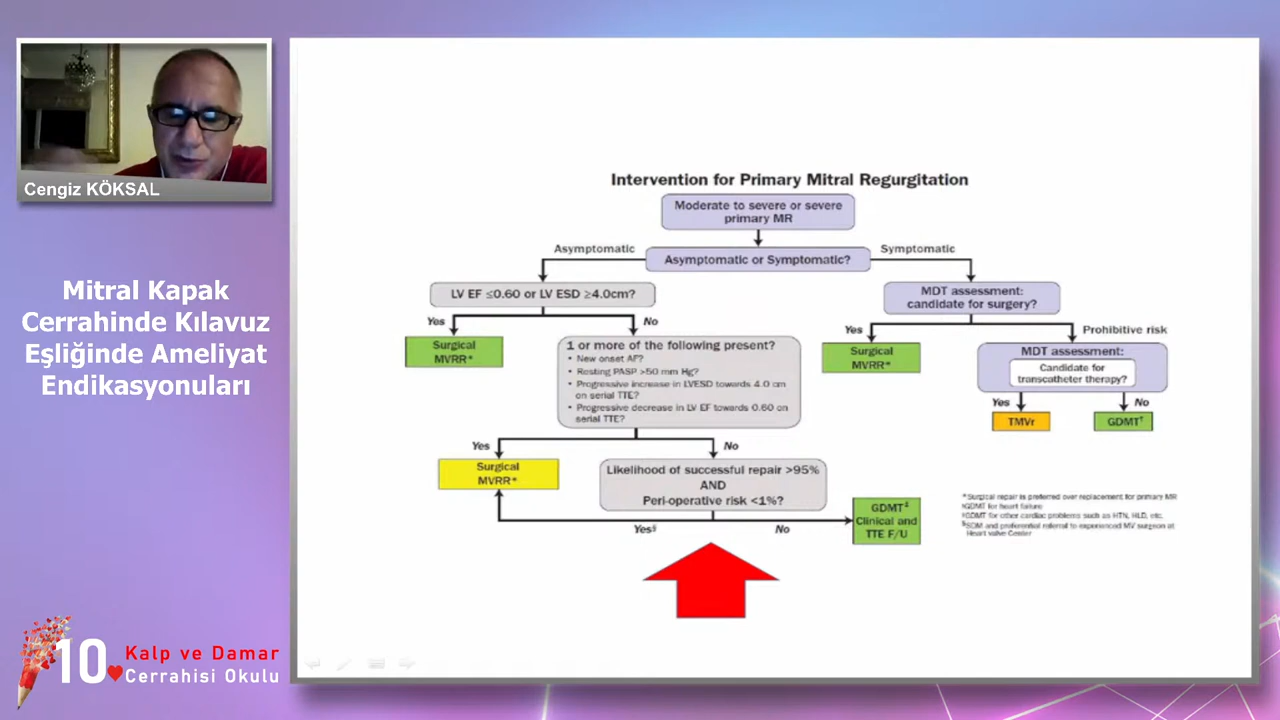 Cengiz KÖKSAL
Mitral Kapak
Cerrahinde Kılavuz
Eşliğinde Ameliyat
Endikasyonuları
10
Kalp ve Damar
Cerrahisi Okulu
Intervention for Primary Mitral Regurgitation
Moderate to severe or severe
primary MR
Asymptomatic
Symptomatic
Asymptomatic or Symptomatic?
LV EF ≤0.60 or LV ESD ≥4.0cm?
MDT assessment:
candidate for surgery?
Yes
No
Yes
Prohibitive risk
Surgical
MVRR*
1 or more of the following present?
• New onset AF?
• Resting PASP >50 mm Hg?
• Progressive increase in LVESD towards 4.0 cm
on serial TTE?
• Progressive decrease in LV EF towards 0.60 on
serial TTE?
Surgical
MVRR*
MDT assessment:
Candidate for
transcatheter therapy?
Yes
No
TMVr
GDMT†
Yes
No
Surgical
MVRR*
Likelihood of successful repair >95%
AND
Peri-operative risk <1%?
Yes§
No
GDMT‡
Clinical and
TTE F/U
*Surgical repair is preferred over replacement for primary MR
†GDMT for heart failure
‡GDMT for other cardiac problems such as HTN, HLD, etc.
§SDM and preferential referral to experienced MV surgeon at
Heart valve Center